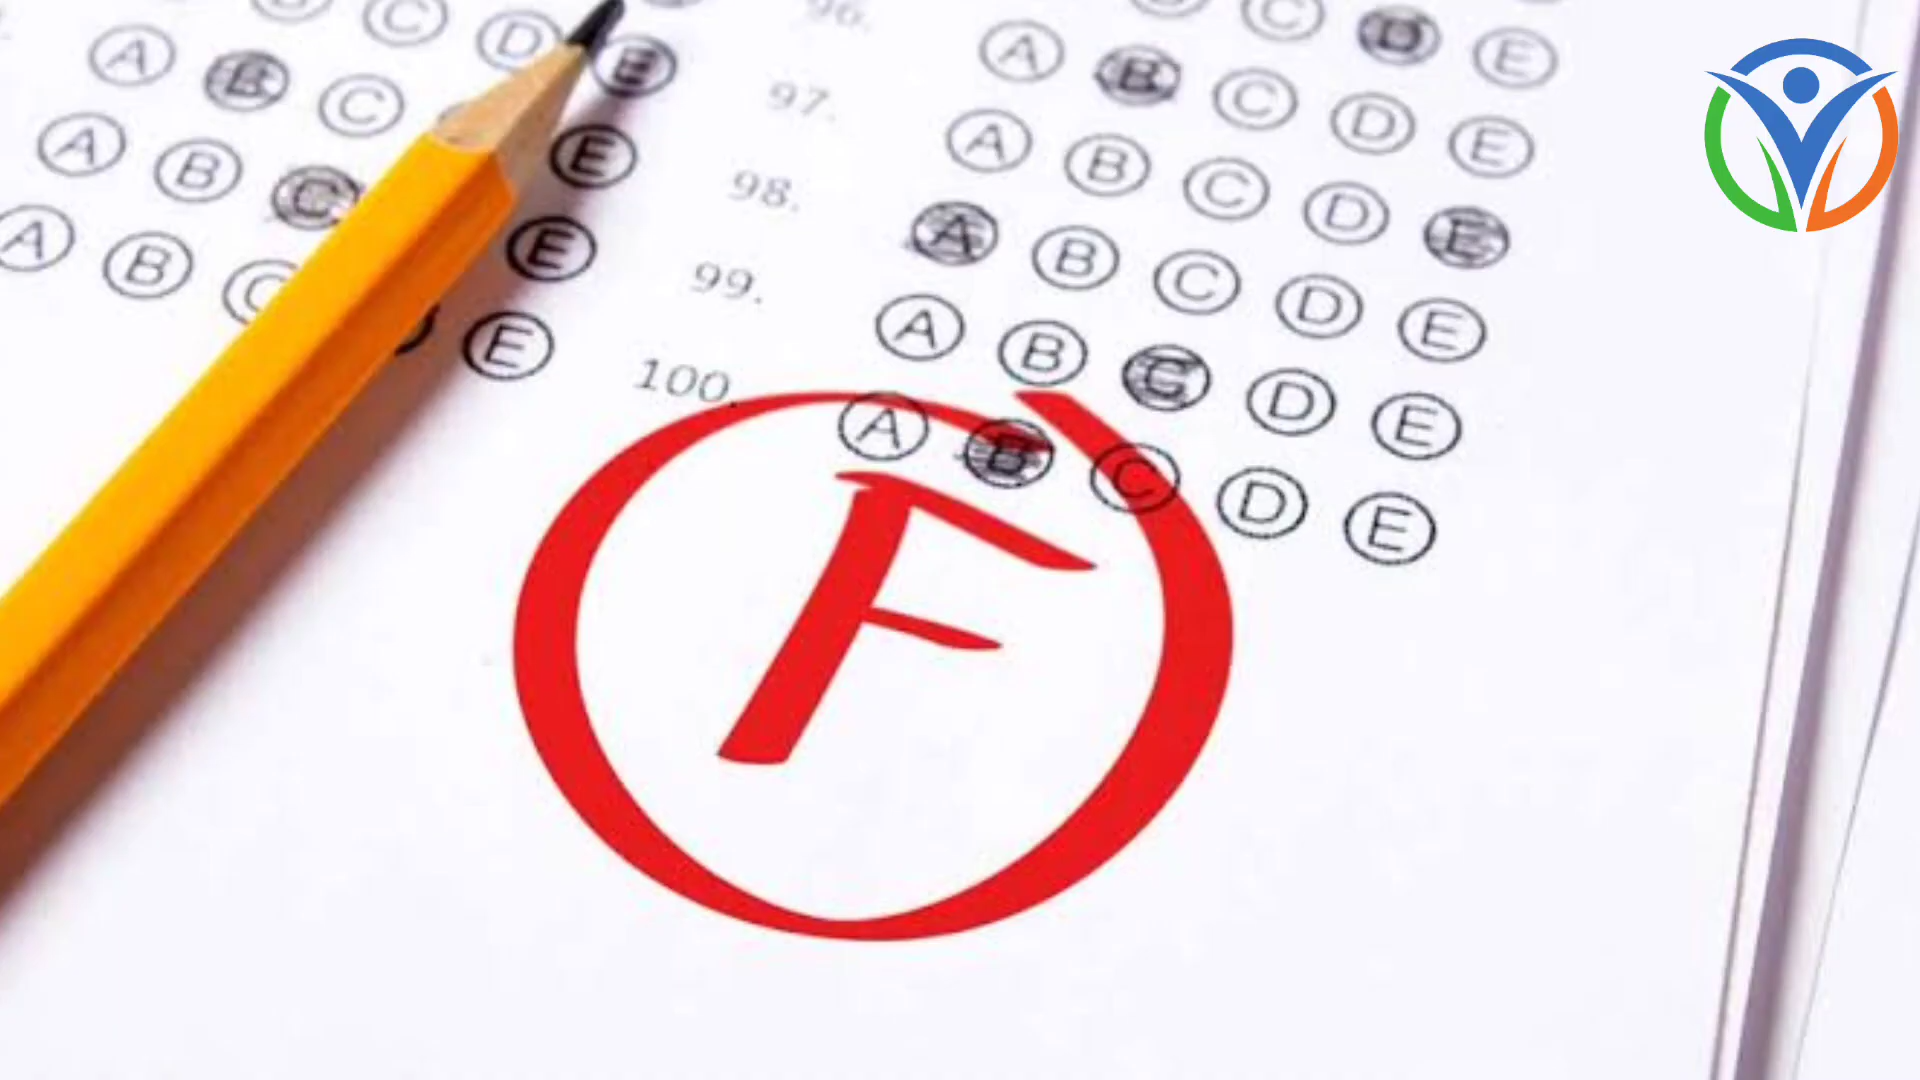 C D E
A B C E
A B C E
A B C E
C D E
96. A B C D E
97. A B C D E
98. A B C D E
99. A B C D E
100. A B C D E
F